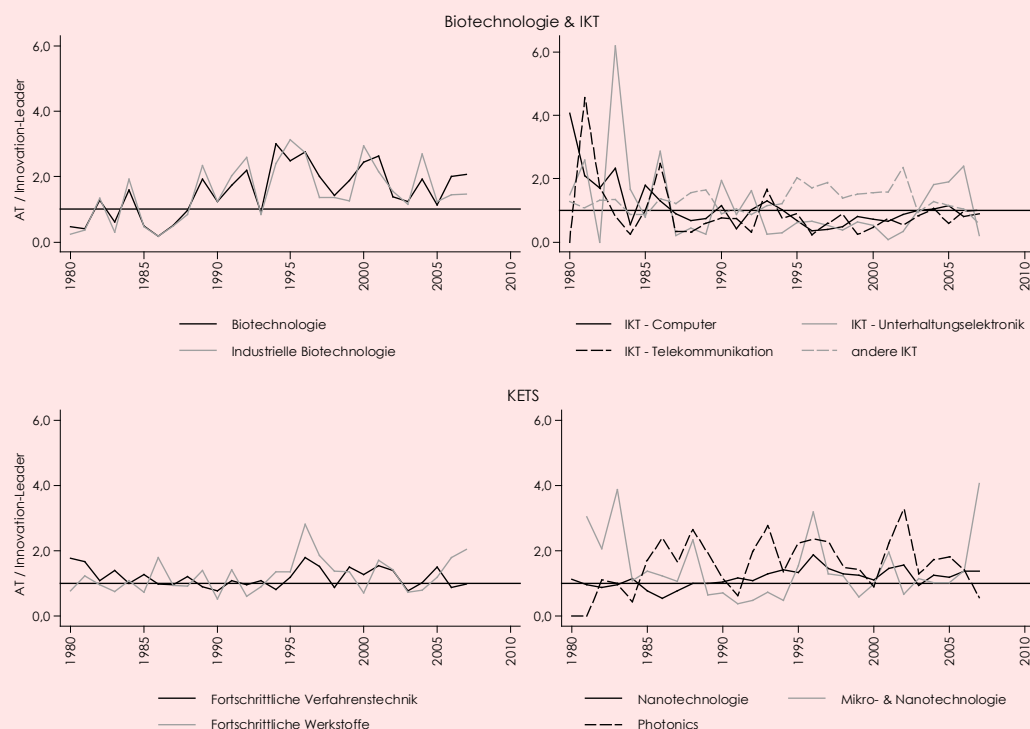 Biotechnologie & IKT
AT / Innovation-Leader
6,0
4,0
2,0
0,0
1980
1985
1990
1995
2000
2005
2010
6,0
4,0
2,0
0,0
1980
1985
1990
1995
2000
2005
2010
Biotechnologie
Industrielle Biotechnologie
IKT - Computer
IKT - Unterhaltungselektronik
IKT - Telekommunikation
andere IKT
KETS
AT / Innovation-Leader
6,0
4,0
2,0
0,0
1980
1985
1990
1995
2000
2005
2010
6,0
4,0
2,0
0,0
1980
1985
1990
1995
2000
2005
2010
Fortschrittliche Verfahrenstechnik
Fortschrittliche Werkstoffe
Nanotechnologie
Mikro- & Nanotechnologie
Photonics